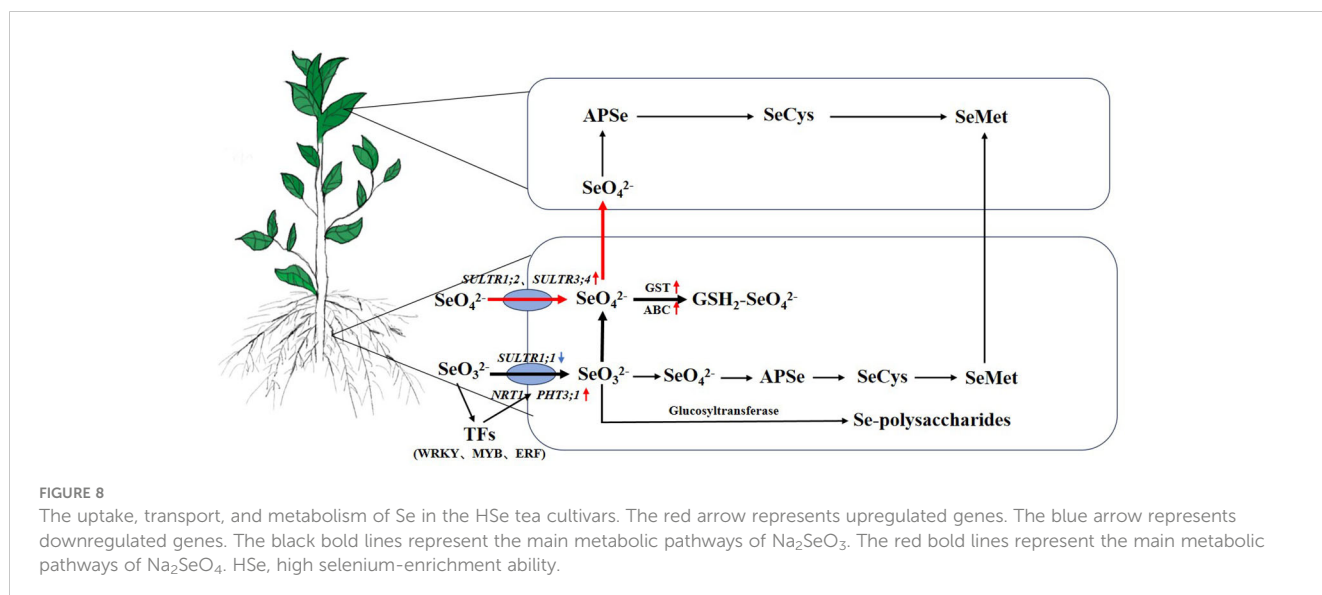 APSe
SeCys
SeMet
SeO₄²⁻
SULTR1;2、SULTR3;4
SeO₄²⁻
SeO₄²⁻
GST
ABC
GSH₂-SeO₄²⁻
SULTR1;1
SeO₃²⁻
SeO₃²⁻
SeO₄²⁻
APSe
SeCys
SeMet
NRT1、PHT3;1
Glucosyltransferase
Se-polysaccharides
TFs
(WRKY、MYB、ERF)
FIGURE 8
The uptake, transport, and metabolism of Se in the HSe tea cultivars. The red arrow represents upregulated genes. The blue arrow represents
downregulated genes. The black bold lines represent the main metabolic pathways of Na₂SeO₃. The red bold lines represent the main metabolic
pathways of Na₂SeO₄. HSe, high selenium-enrichment ability.